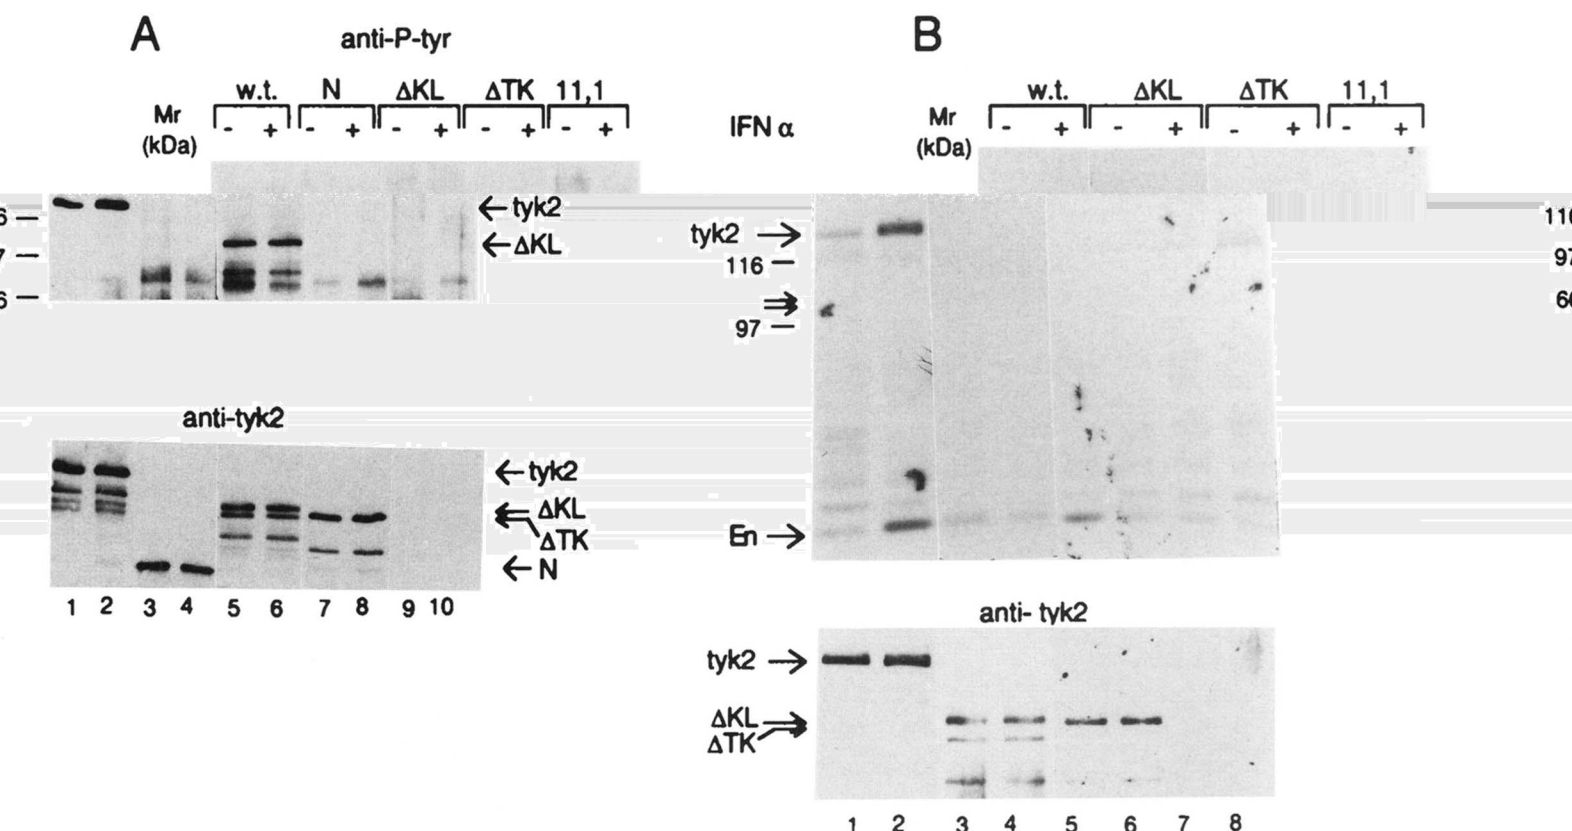 A
anti-P-tyr
w.t. N ΔKL ΔTK 11,1
Mr (kDa)
- + - + - + - + - +
IFN α
← tyk2
← ΔKL
anti-tyk2
← tyk2
← ΔKL
ΔTK
← N
1 2 3 4 5 6 7 8 9 10
B
w.t. ΔKL ΔTK 11,1
Mr (kDa)
- + - + - + - +
tyk2 →
116 —
97 —
En →
97
anti- tyk2
tyk2 →
ΔKL →
ΔTK
1 2 3 4 5 6 7 8